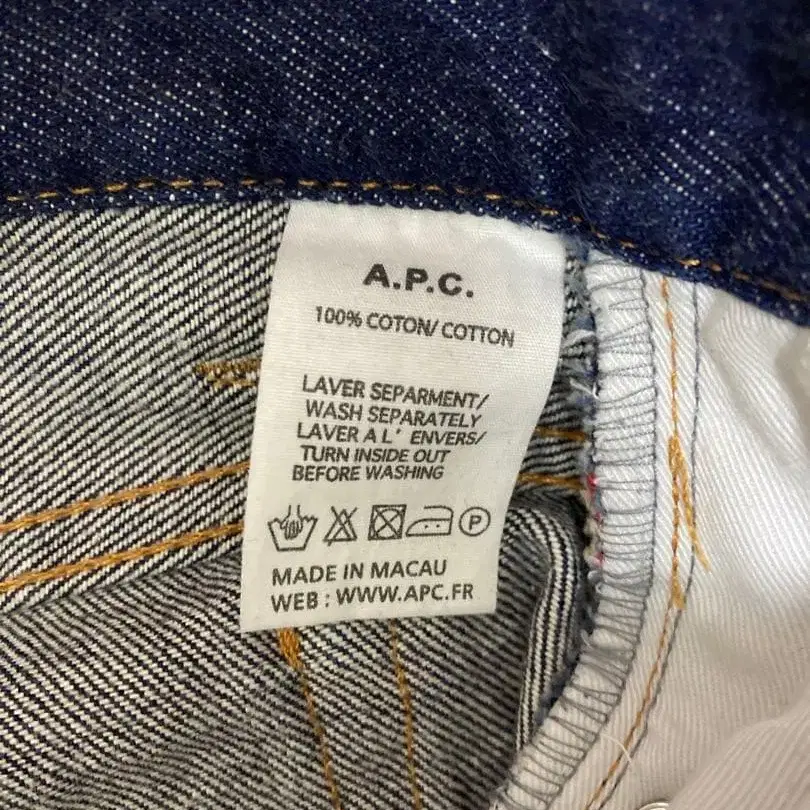 A.P.C.
100% COTON/ COTTON
LAVER SEPARMENT/
WASH SEPARATELY
LAVER A L' ENVERS/
TURN INSIDE OUT
BEFORE WASHING
P
MADE IN MACAU
WEB : WWW.APC.FR